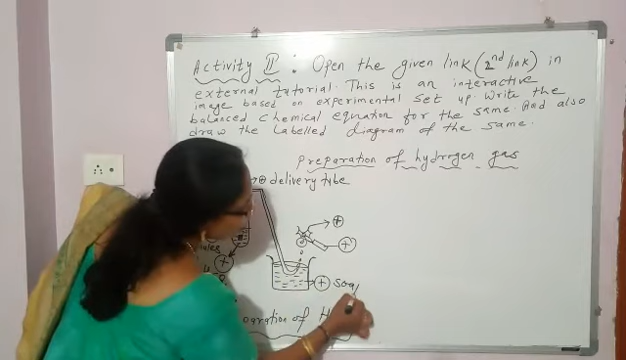 Activity II : Open the given link (2nd link) in
external tutorial. This is an interactive
image based on experimental set up. Write the
balanced chemical equation for the same. And also
draw the labelled diagram of the same.
Preparation of hydrogen gas
delivery tube
soa
of H